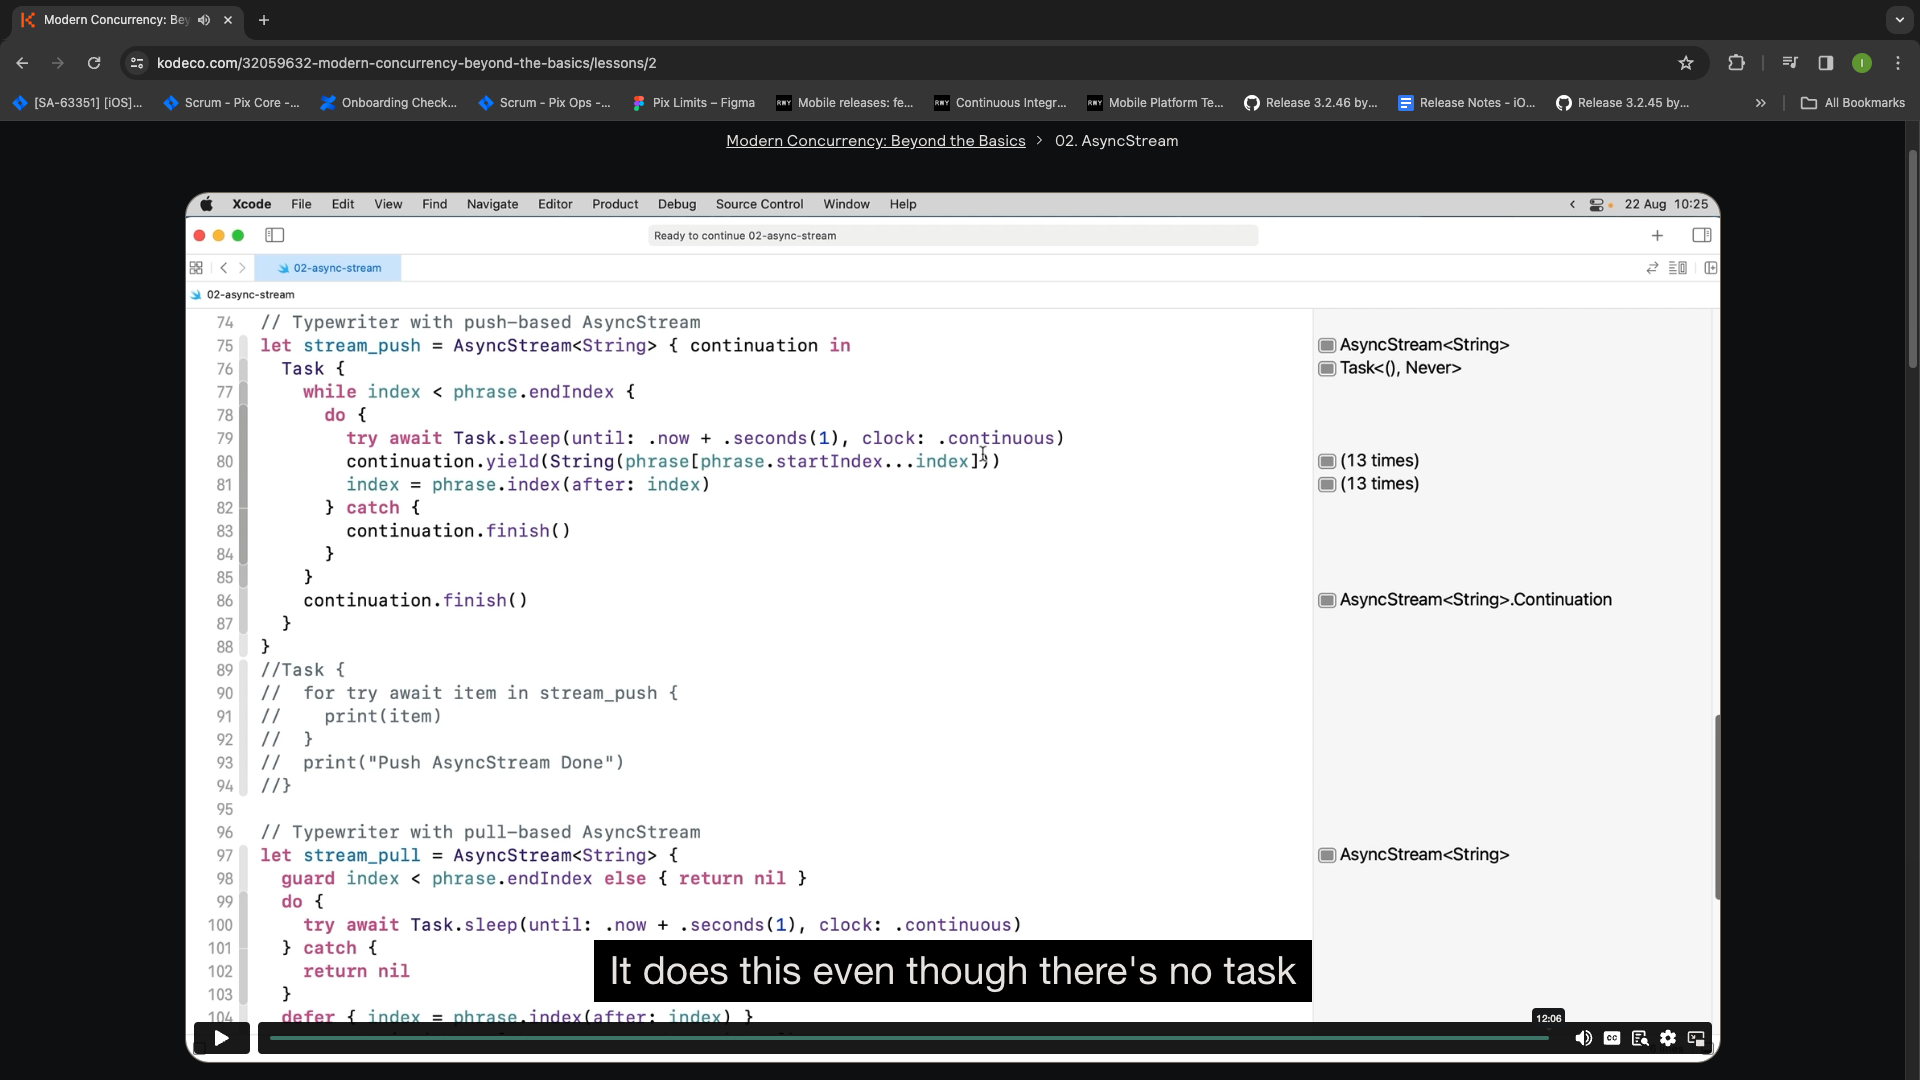 Modern Concurrency: Bey
kodeco.com/32059632-modern-concurrency-beyond-the-basics/lessons/2
I
[SA-63351] [iOS]...
Scrum - Pix Core -...
Onboarding Check...
Scrum - Pix Ops -...
Pix Limits – Figma
RWY Mobile releases: fe...
RWY Continuous Integr...
RWY Mobile Platform Te...
Release 3.2.46 by...
Release Notes - iO...
Release 3.2.45 by...
All Bookmarks
Modern Concurrency: Beyond the Basics > 02. AsyncStream
Xcode File Edit View Find Navigate Editor Product Debug Source Control Window Help 22 Aug 10:25
Ready to continue 02-async-stream
02-async-stream
02-async-stream
74 // Typewriter with push-based AsyncStream
75 let stream_push = AsyncStream<String> { continuation in AsyncStream<String>
76 Task { Task<(), Never>
77 while index < phrase.endIndex {
78 do {
79 try await Task.sleep(until: .now + .seconds(1), clock: .continuous)
80 continuation.yield(String(phrase[phrase.startIndex...index])) (13 times)
81 index = phrase.index(after: index) (13 times)
82 } catch {
83 continuation.finish()
84 }
85 }
86 continuation.finish() AsyncStream<String>.Continuation
87 }
88 }
89 //Task {
90 // for try await item in stream_push {
91 // print(item)
92 // }
93 // print("Push AsyncStream Done")
94 //}
95
96 // Typewriter with pull-based AsyncStream
97 let stream_pull = AsyncStream<String> { AsyncStream<String>
98 guard index < phrase.endIndex else { return nil }
99 do {
100 try await Task.sleep(until: .now + .seconds(1), clock: .continuous)
101 } catch {
102 return nil
103 }
104 defer { index = phrase.index(after: index) }
It does this even though there's no task
12:06
CC